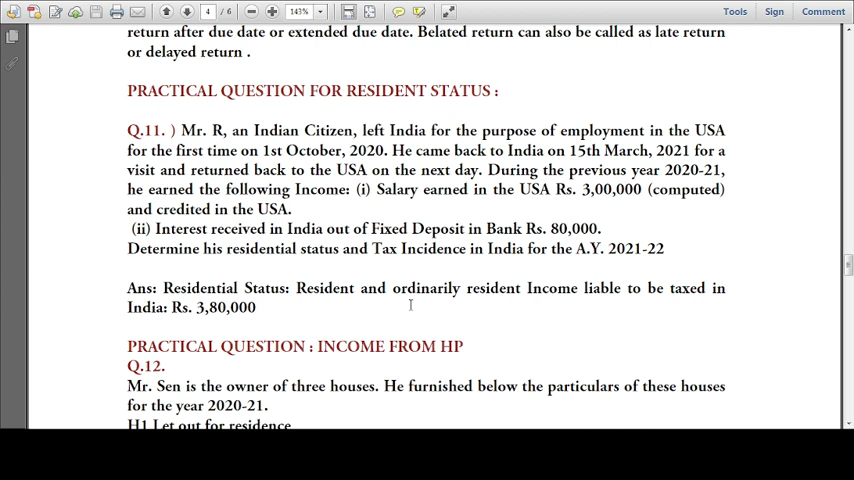 4 / 6
143%
Tools
Sign
Comment
return after due date or extended due date. Belated return can also be called as late return
or delayed return .
PRACTICAL QUESTION FOR RESIDENT STATUS :
Q.11. ) Mr. R, an Indian Citizen, left India for the purpose of employment in the USA
for the first time on 1st October, 2020. He came back to India on 15th March, 2021 for a
visit and returned back to the USA on the next day. During the previous year 2020-21,
he earned the following Income: (i) Salary earned in the USA Rs. 3,00,000 (computed)
and credited in the USA.
(ii) Interest received in India out of Fixed Deposit in Bank Rs. 80,000.
Determine his residential status and Tax Incidence in India for the A.Y. 2021-22
Ans: Residential Status: Resident and ordinarily resident Income liable to be taxed in
India: Rs. 3,80,000
PRACTICAL QUESTION : INCOME FROM HP
Q.12.
Mr. Sen is the owner of three houses. He furnished below the particulars of these houses
for the year 2020-21.
H1 Let out for residence